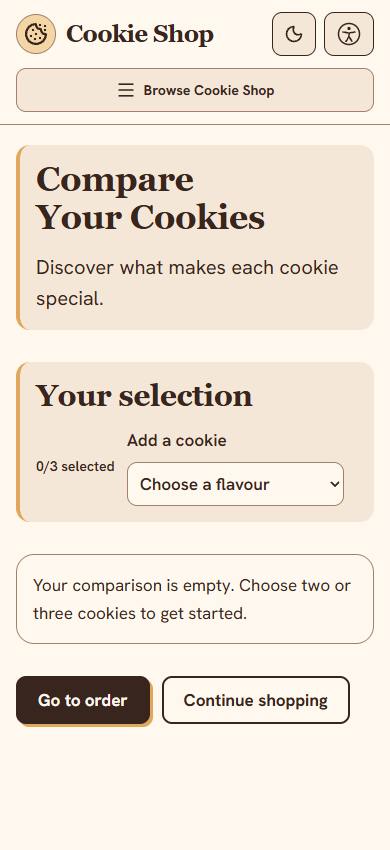 Cookie Shop
Browse Cookie Shop
Compare
Your Cookies
Discover what makes each cookie
special.
Your selection
Add a cookie
0/3 selected
Choose a flavour
Your comparison is empty. Choose two or
three cookies to get started.
Go to order
Continue shopping